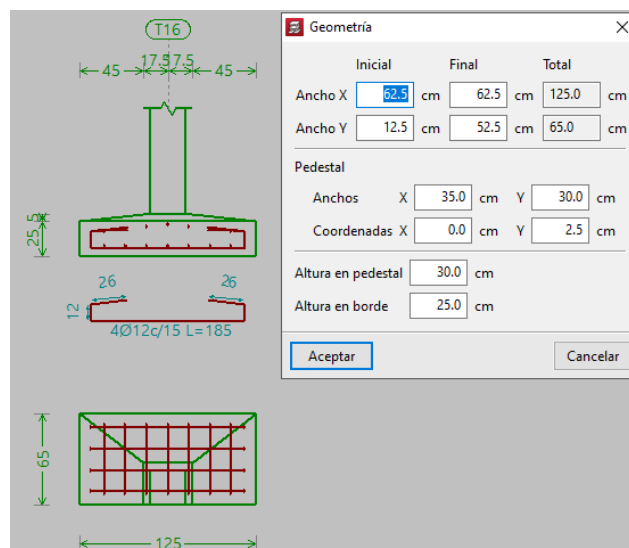 T16
17.5 17.5
45
45
5
25
26
26
12
4Ø12c/15 L=185
65
125
Geometría
Inicial Final Total
Ancho X 62.5 cm 62.5 cm 125.0 cm
Ancho Y 12.5 cm 52.5 cm 65.0 cm
Pedestal
Anchos X 35.0 cm Y 30.0 cm
Coordenadas X 0.0 cm Y 2.5 cm
Altura en pedestal 30.0 cm
Altura en borde 25.0 cm
Aceptar Cancelar